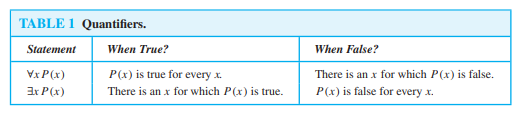 TABLE 1 Quantifiers.
Statement When True? When False?
∀x P(x) P(x) is true for every x. There is an x for which P(x) is false.
∃x P(x) There is an x for which P(x) is true. P(x) is false for every x.